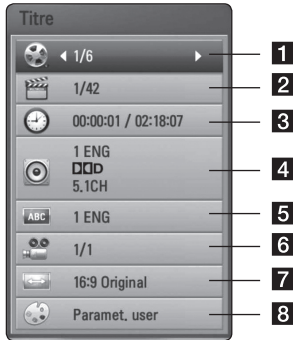 Titre
1/6
1
1/42
2
00:00:01 / 02:18:07
3
1 ENG
DD D
5.1CH
4
ABC
1 ENG
5
1/1
6
16:9 Original
7
Paramet. user
8